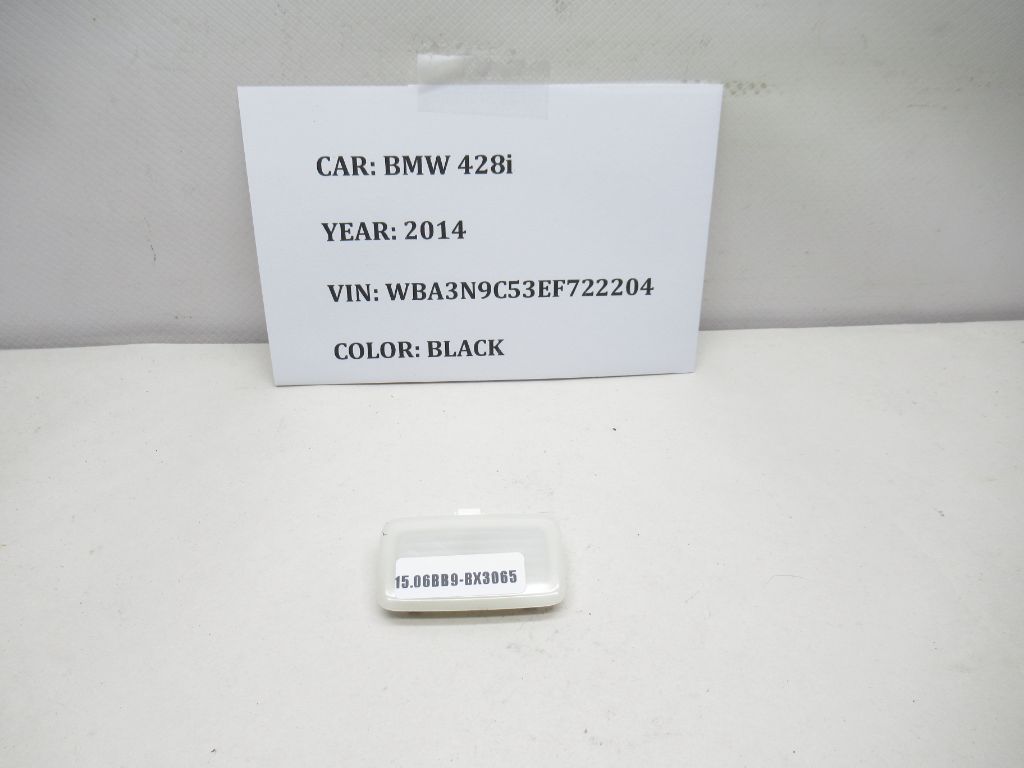 CAR: BMW 428i
YEAR: 2014
VIN: WBA3N9C53EF722204
COLOR: BLACK
15.06BB9-BX3065